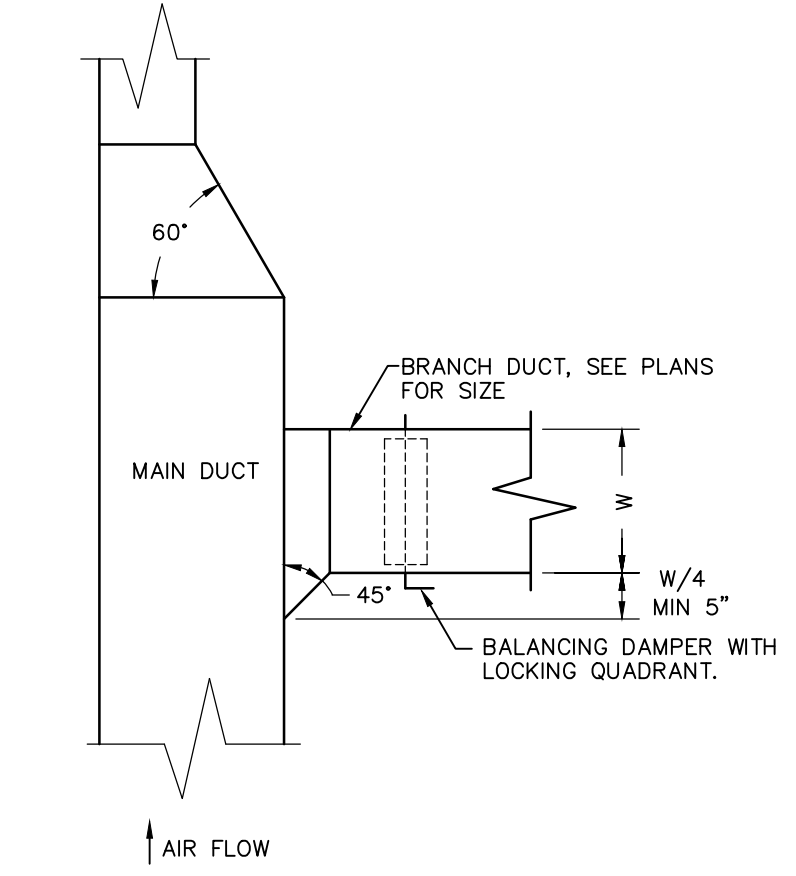 60°
BRANCH DUCT, SEE PLANS
FOR SIZE
MAIN DUCT
W
45°
W/4
MIN 5"
BALANCING DAMPER WITH
LOCKING QUADRANT.
AIR FLOW